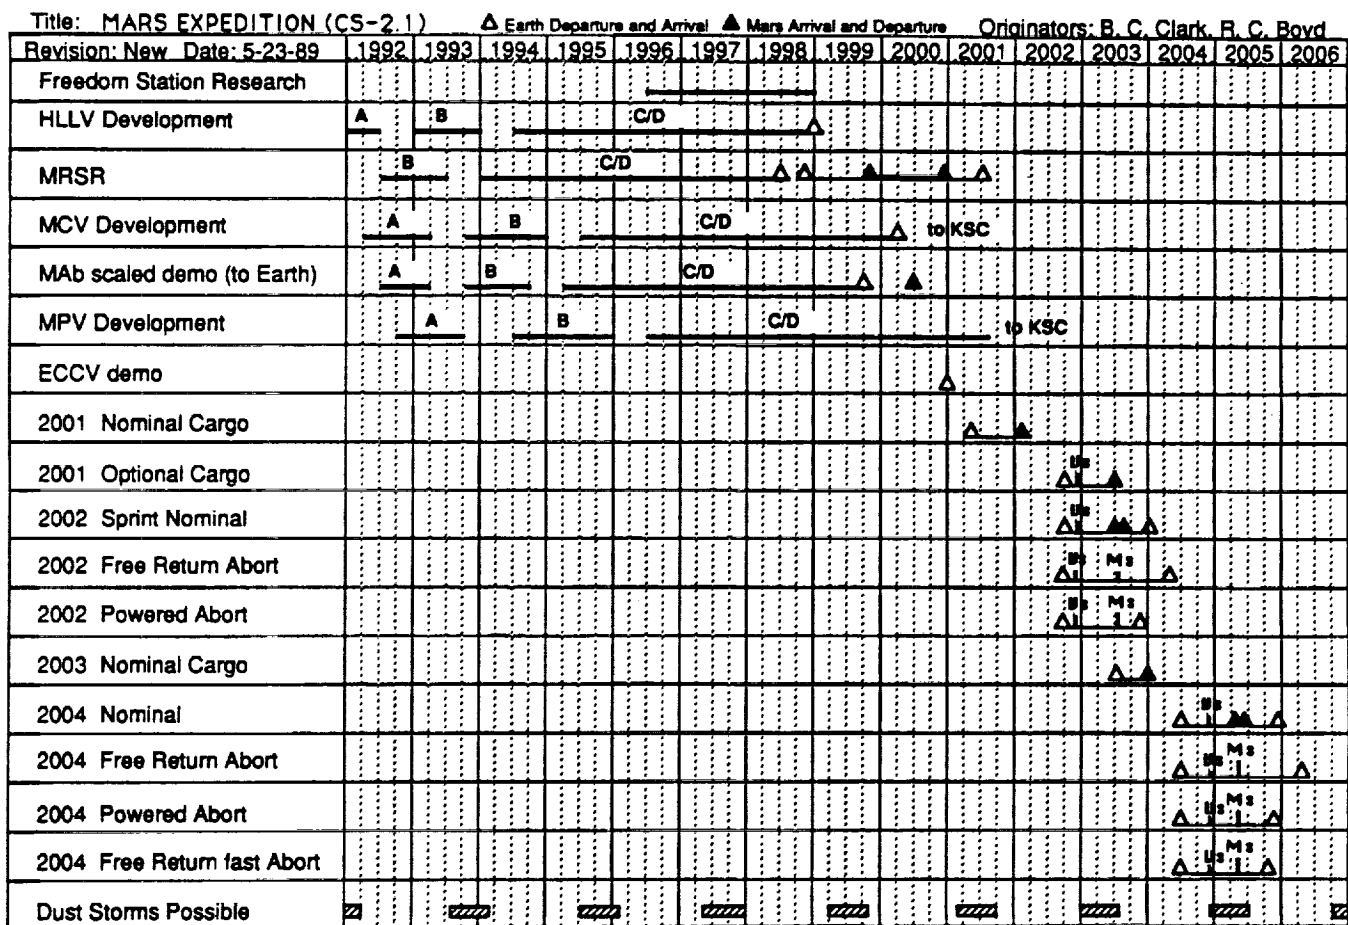 Title: MARS EXPEDITION (CS-2.1) △ Earth Departure and Arrival ▲ Mars Arrival and Departure Originators: B. C. Clark, R. C. Boyd
Revision: New Date: 5-23-89 1992 1993 1994 1995 1996 1997 1998 1999 2000 2001 2002 2003 2004 2005 2006
Freedom Station Research
HLLV Development A B C/D
MRSR B C/D
MCV Development A B C/D to KSC
MAb scaled demo (to Earth) A B C/D
MPV Development A B C/D to KSC
ECCV demo
2001 Nominal Cargo
2001 Optional Cargo
2002 Sprint Nominal
2002 Free Return Abort Ms
2002 Powered Abort Ms
2003 Nominal Cargo
2004 Nominal
2004 Free Return Abort Ms
2004 Powered Abort Ms
2004 Free Return fast Abort Ms
Dust Storms Possible